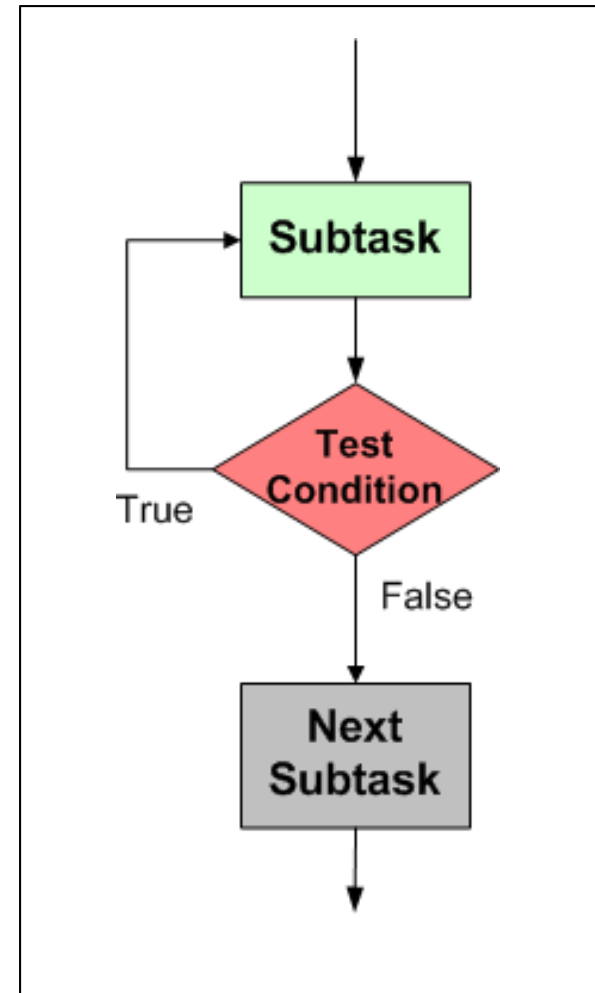 Subtask
Test
Condition
True
False
Next
Subtask